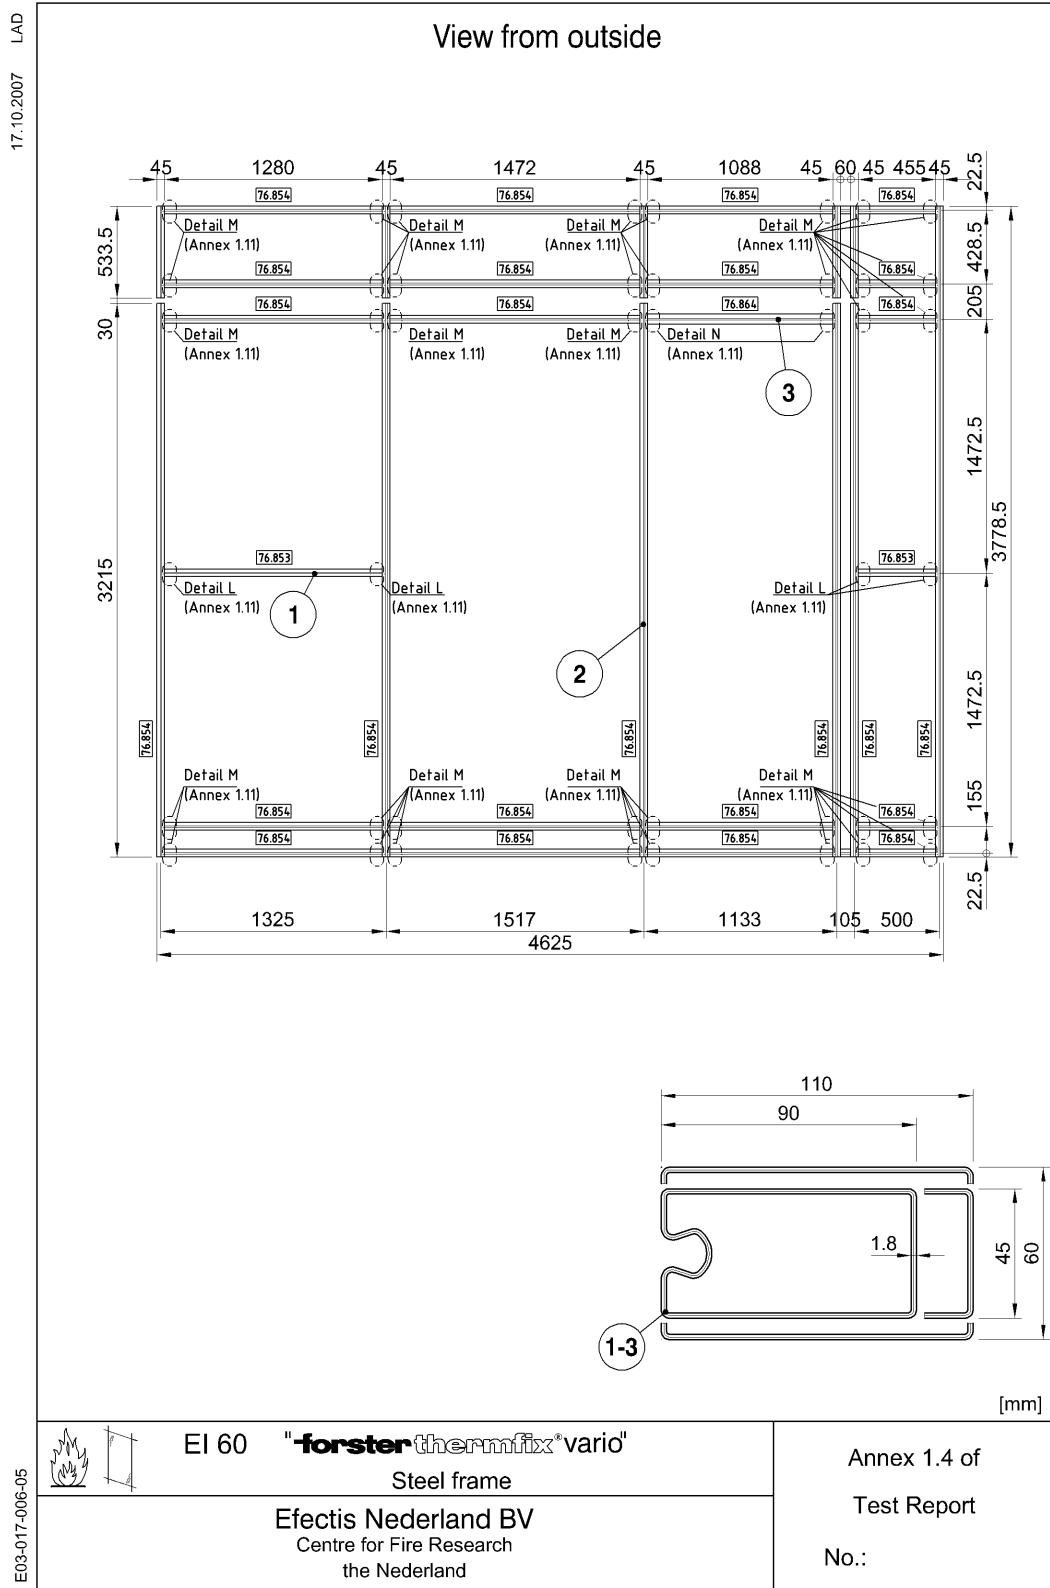 17.10.2007 LAD
View from outside
45 1280 45 1472 45 1088 45 60 45 455 45
22.5
76.854 76.854 76.854 76.854
Detail M Detail M Detail M Detail M
(Annex 1.11) (Annex 1.11) (Annex 1.11) (Annex 1.11)
533.5
428.5
76.854 76.854 76.854 76.854
205
76.854 76.854 76.864 76.854
30
Detail M Detail M Detail M Detail N
(Annex 1.11) (Annex 1.11) (Annex 1.11) (Annex 1.11)
3
1472.5
3778.5
76.853 76.853
3215
Detail L Detail L Detail L
(Annex 1.11) (Annex 1.11) (Annex 1.11)
1
2
1472.5
76.854 76.854 76.854 76.854 76.854 76.854
Detail M Detail M Detail M Detail M
(Annex 1.11) (Annex 1.11) (Annex 1.11) (Annex 1.11)
155
76.854 76.854 76.854 76.854
76.854 76.854 76.854 76.854
22.5
1325 1517 1133 105 500
4625
110
90
1.8
45
60
1-3
[mm]
EI 60 "forster thermfix® vario"
Steel frame
Efectis Nederland BV
Centre for Fire Research
the Nederland
Annex 1.4 of
Test Report
No.:
E03-017-006-05